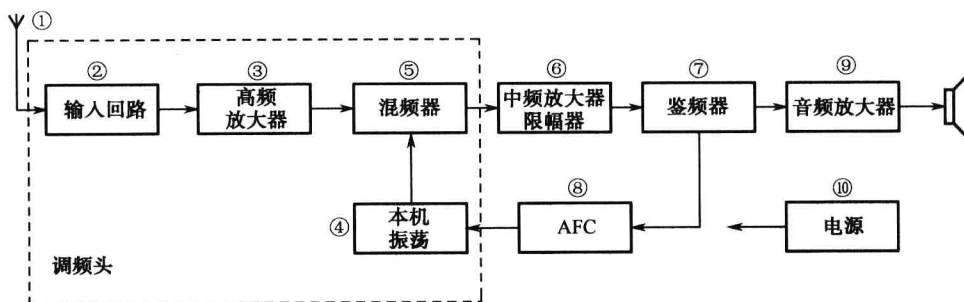 ①
②
③
⑤
⑥
⑦
⑨
输入回路
高频
放大器
混频器
中频放大器
限幅器
鉴频器
音频放大器
④
本机
振荡
⑧
AFC
⑩
电源
调频头